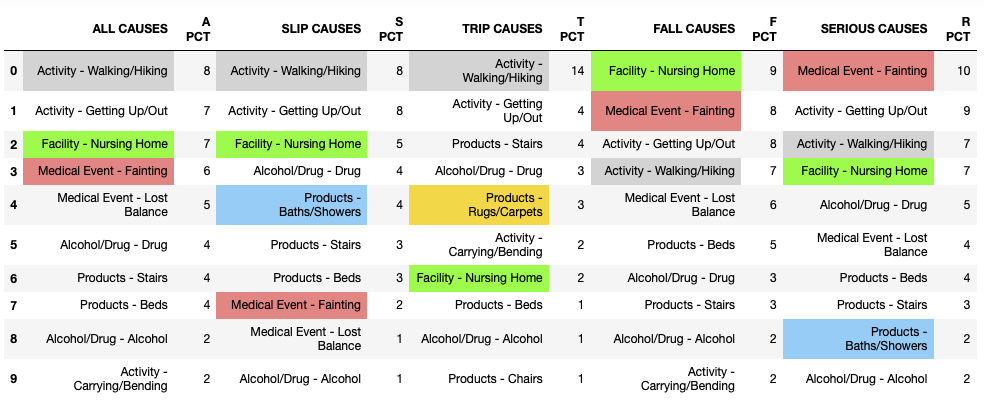 ALL CAUSES A PCT SLIP CAUSES S PCT TRIP CAUSES T PCT FALL CAUSES F PCT SERIOUS CAUSES R PCT
0 Activity - Walking/Hiking 8 Activity - Walking/Hiking 8 Activity - Walking/Hiking 14 Facility - Nursing Home 9 Medical Event - Fainting 10
1 Activity - Getting Up/Out 7 Activity - Getting Up/Out 8 Activity - Getting Up/Out 4 Medical Event - Fainting 8 Activity - Getting Up/Out 9
2 Facility - Nursing Home 7 Facility - Nursing Home 5 Products - Stairs 4 Activity - Getting Up/Out 8 Activity - Walking/Hiking 7
3 Medical Event - Fainting 6 Alcohol/Drug - Drug 4 Alcohol/Drug - Drug 3 Activity - Walking/Hiking 7 Facility - Nursing Home 7
4 Medical Event - Lost Balance 5 Products - Baths/Showers 4 Products - Rugs/Carpets 3 Medical Event - Lost Balance 6 Alcohol/Drug - Drug 5
5 Alcohol/Drug - Drug 4 Products - Stairs 3 Activity - Carrying/Bending 2 Products - Beds 5 Medical Event - Lost Balance 4
6 Products - Stairs 4 Products - Beds 3 Facility - Nursing Home 2 Alcohol/Drug - Drug 3 Products - Beds 4
7 Products - Beds 4 Medical Event - Fainting 2 Products - Beds 1 Products - Stairs 3 Products - Stairs 3
8 Alcohol/Drug - Alcohol 2 Medical Event - Lost Balance 1 Alcohol/Drug - Alcohol 1 Alcohol/Drug - Alcohol 2 Products - Baths/Showers 2
9 Activity - Carrying/Bending 2 Alcohol/Drug - Alcohol 1 Products - Chairs 1 Activity - Carrying/Bending 2 Alcohol/Drug - Alcohol 2